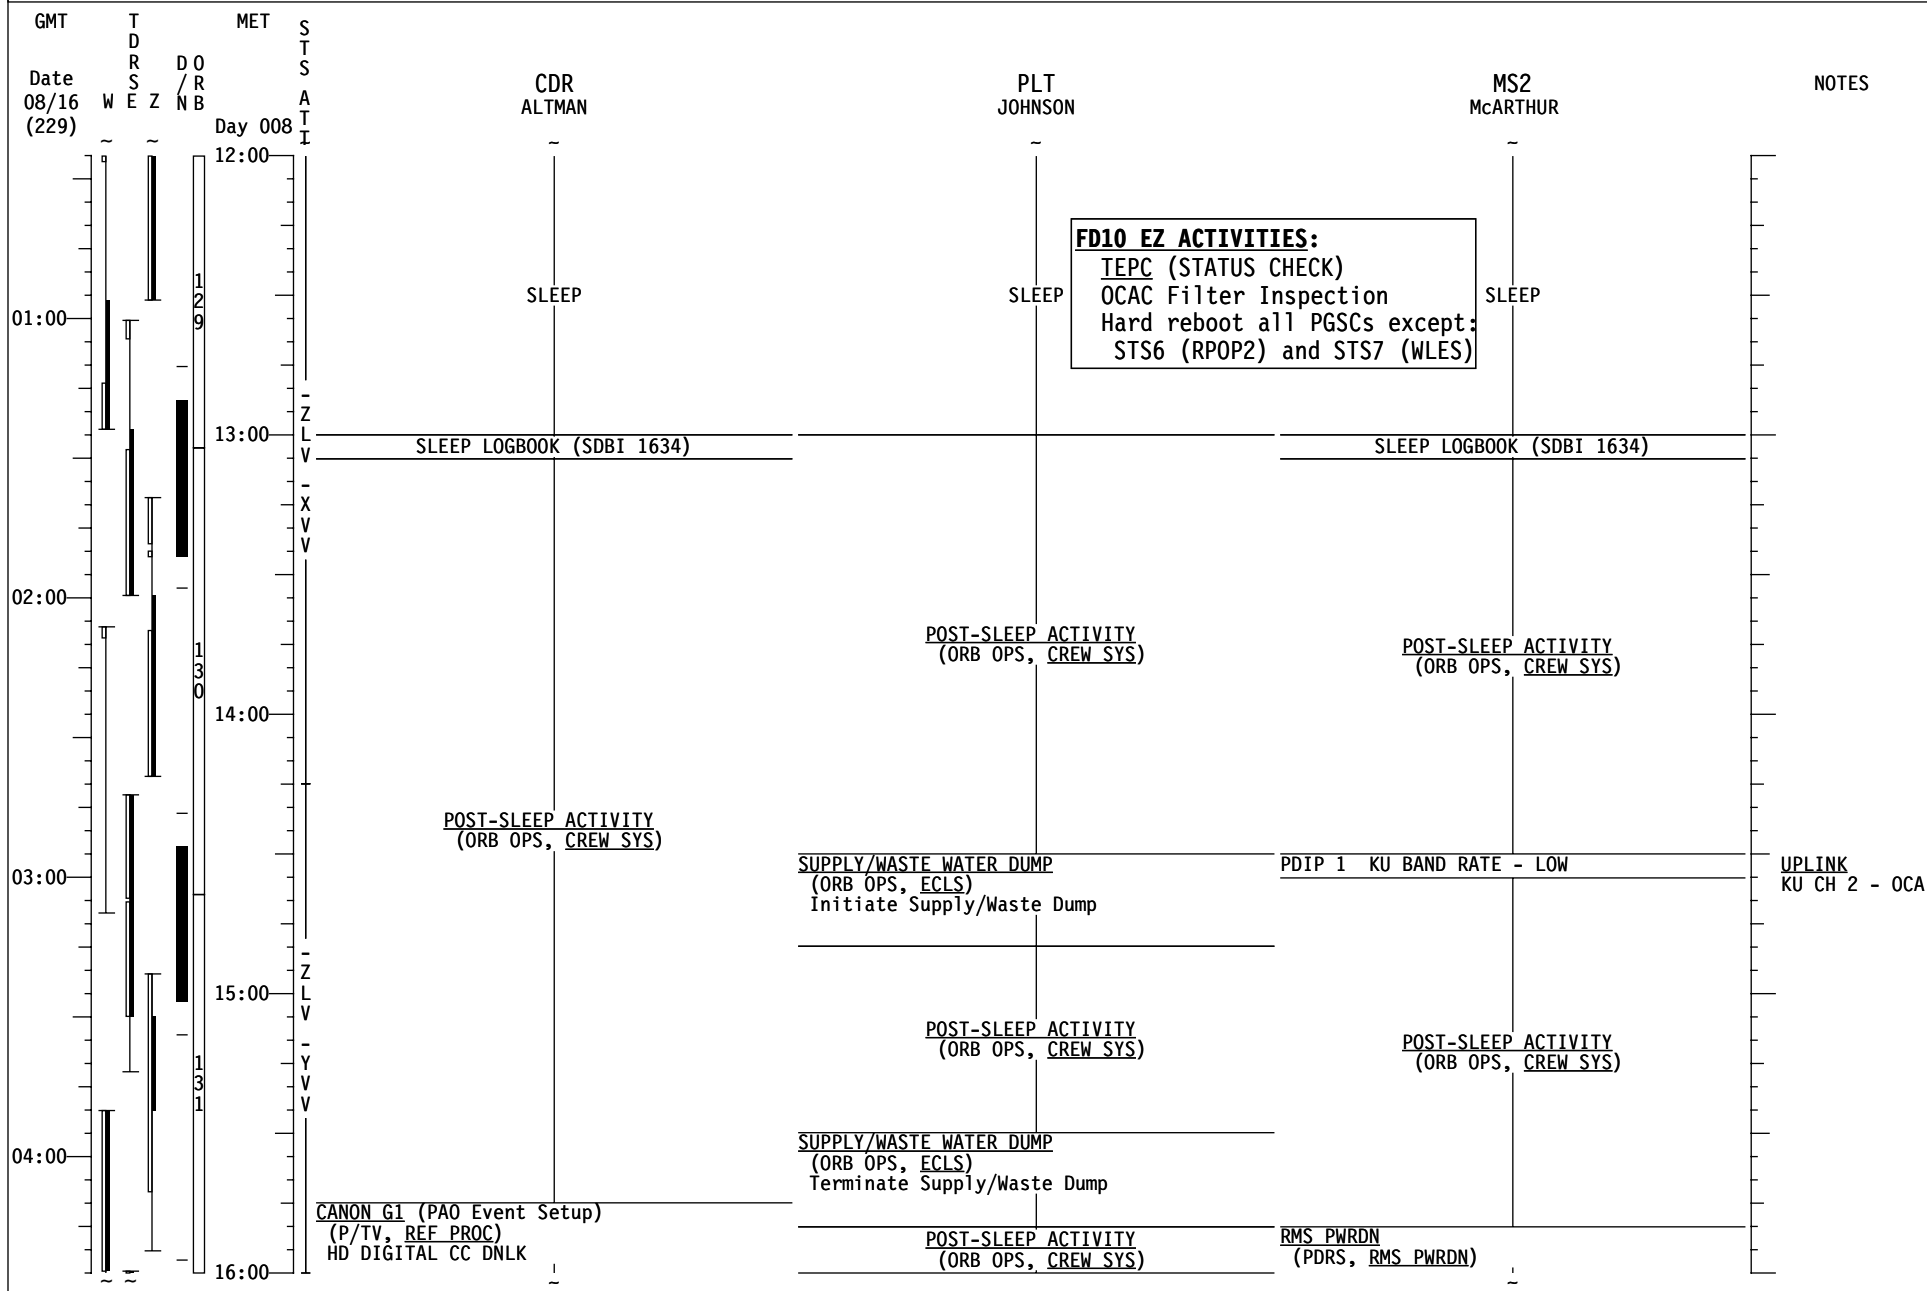 GMT
TDRSE
MET
STS ATT
Date
08/16
(229)
W E Z
D/N
ORB
Day 008
CDR
ALTMAN
PLT
JOHNSON
MS2
McARTHUR
NOTES
~ ~ ~ ~ ~
12:00
FD10 EZ ACTIVITIES:
TEPC (STATUS CHECK)
OCAC Filter Inspection
Hard reboot all PGSCs except:
STS6 (RPOP2) and STS7 (WLES)
129
SLEEP
SLEEP
SLEEP
01:00
-ZLV
-XVV
13:00
SLEEP LOGBOOK (SDBI 1634)
SLEEP LOGBOOK (SDBI 1634)
02:00
130
POST-SLEEP ACTIVITY
(ORB OPS, CREW SYS)
POST-SLEEP ACTIVITY
(ORB OPS, CREW SYS)
14:00
POST-SLEEP ACTIVITY
(ORB OPS, CREW SYS)
03:00
SUPPLY/WASTE WATER DUMP
(ORB OPS, ECLS)
Initiate Supply/Waste Dump
PDIP 1 KU BAND RATE - LOW
UPLINK
KU CH 2 - OCA
-ZLV
-YVV
15:00
POST-SLEEP ACTIVITY
(ORB OPS, CREW SYS)
POST-SLEEP ACTIVITY
(ORB OPS, CREW SYS)
131
04:00
SUPPLY/WASTE WATER DUMP
(ORB OPS, ECLS)
Terminate Supply/Waste Dump
CANON G1 (PAO Event Setup)
(P/TV, REF PROC)
HD DIGITAL CC DNLK
POST-SLEEP ACTIVITY
(ORB OPS, CREW SYS)
RMS PWRDN
(PDRS, RMS PWRDN)
16:00
~ ~ ~ ~